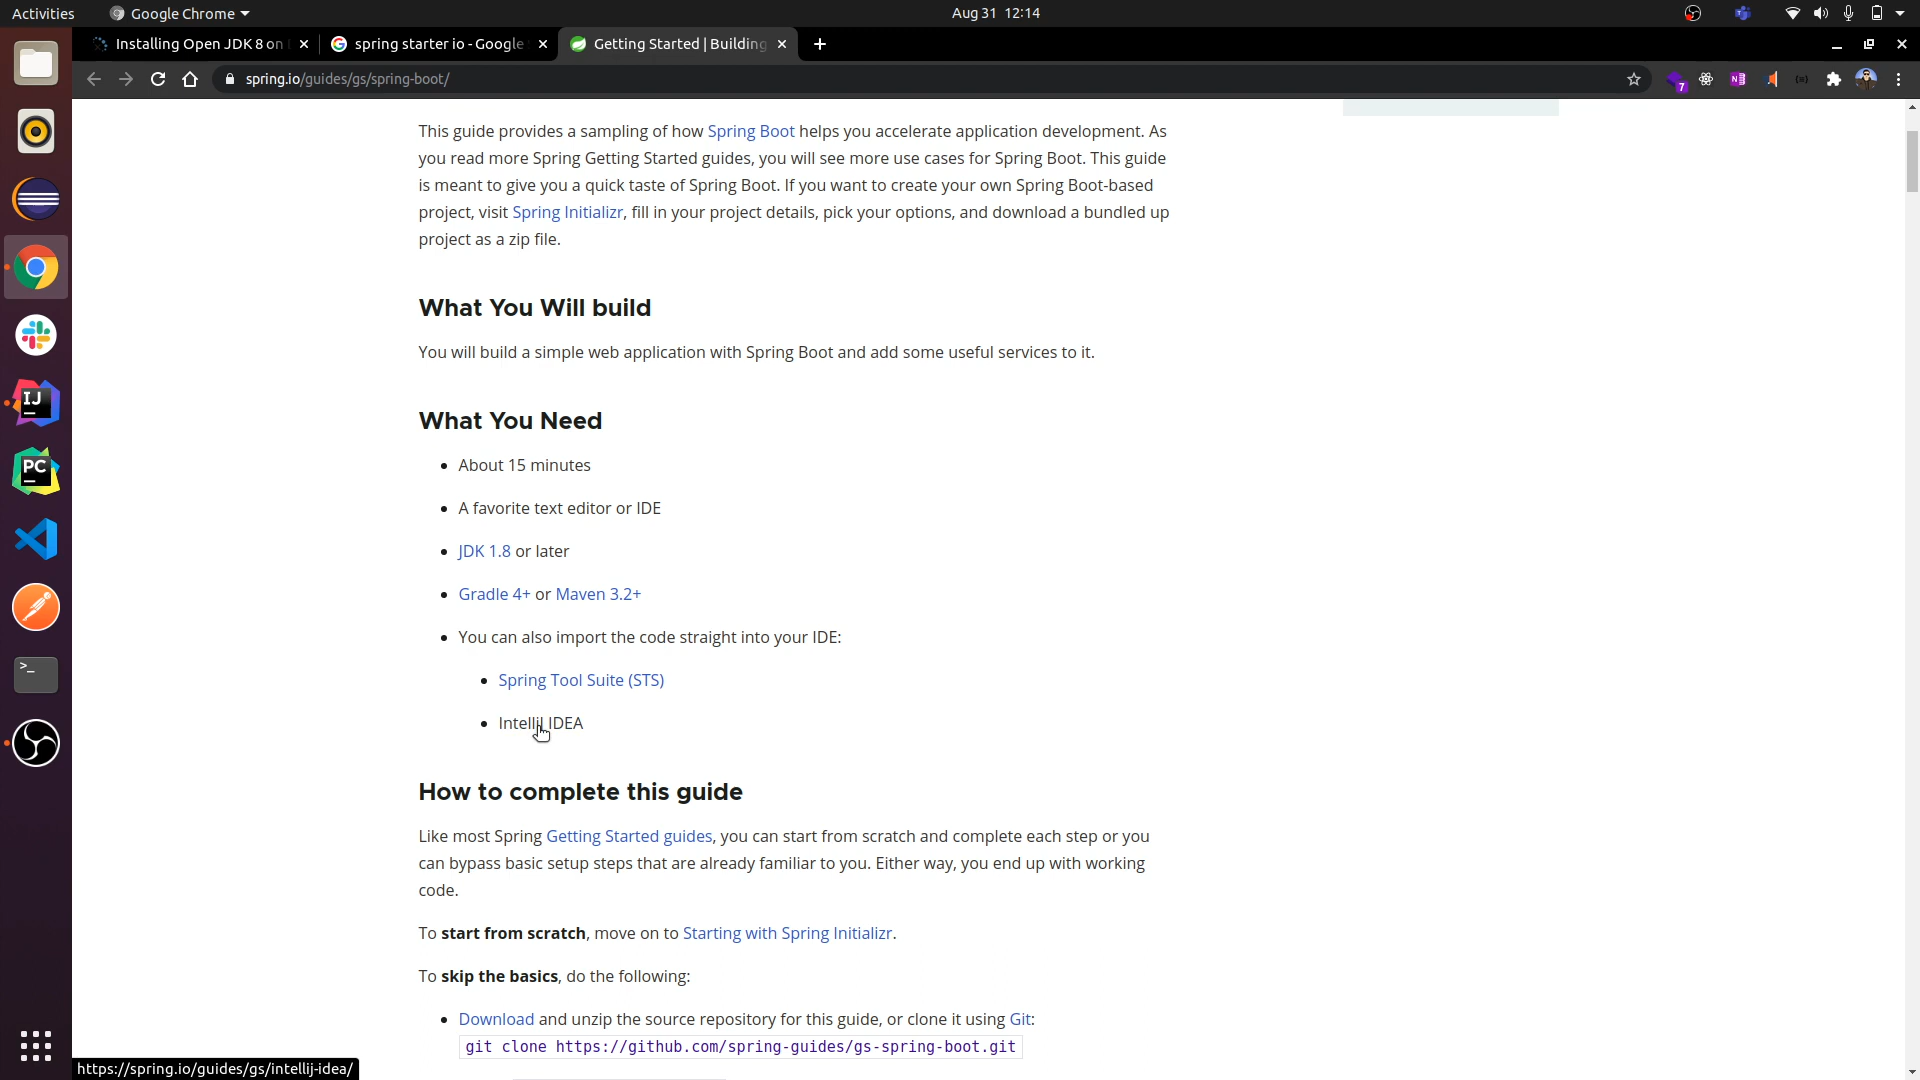 Activities
Google Chrome
Aug 31 12:14
Installing Open JDK 8 on
spring starter io - Google
Getting Started | Building
spring.io/guides/gs/spring-boot/
7
N
This guide provides a sampling of how Spring Boot helps you accelerate application development. As
you read more Spring Getting Started guides, you will see more use cases for Spring Boot. This guide
is meant to give you a quick taste of Spring Boot. If you want to create your own Spring Boot-based
project, visit Spring Initializr, fill in your project details, pick your options, and download a bundled up
project as a zip file.
What You Will build
You will build a simple web application with Spring Boot and add some useful services to it.
What You Need
About 15 minutes
A favorite text editor or IDE
JDK 1.8 or later
Gradle 4+ or Maven 3.2+
You can also import the code straight into your IDE:
Spring Tool Suite (STS)
IntelliJ IDEA
How to complete this guide
Like most Spring Getting Started guides, you can start from scratch and complete each step or you
can bypass basic setup steps that are already familiar to you. Either way, you end up with working
code.
To start from scratch, move on to Starting with Spring Initializr.
To skip the basics, do the following:
Download and unzip the source repository for this guide, or clone it using Git:
git clone https://github.com/spring-guides/gs-spring-boot.git
https://spring.io/guides/gs/intellij-idea/
IJ
PC
>_